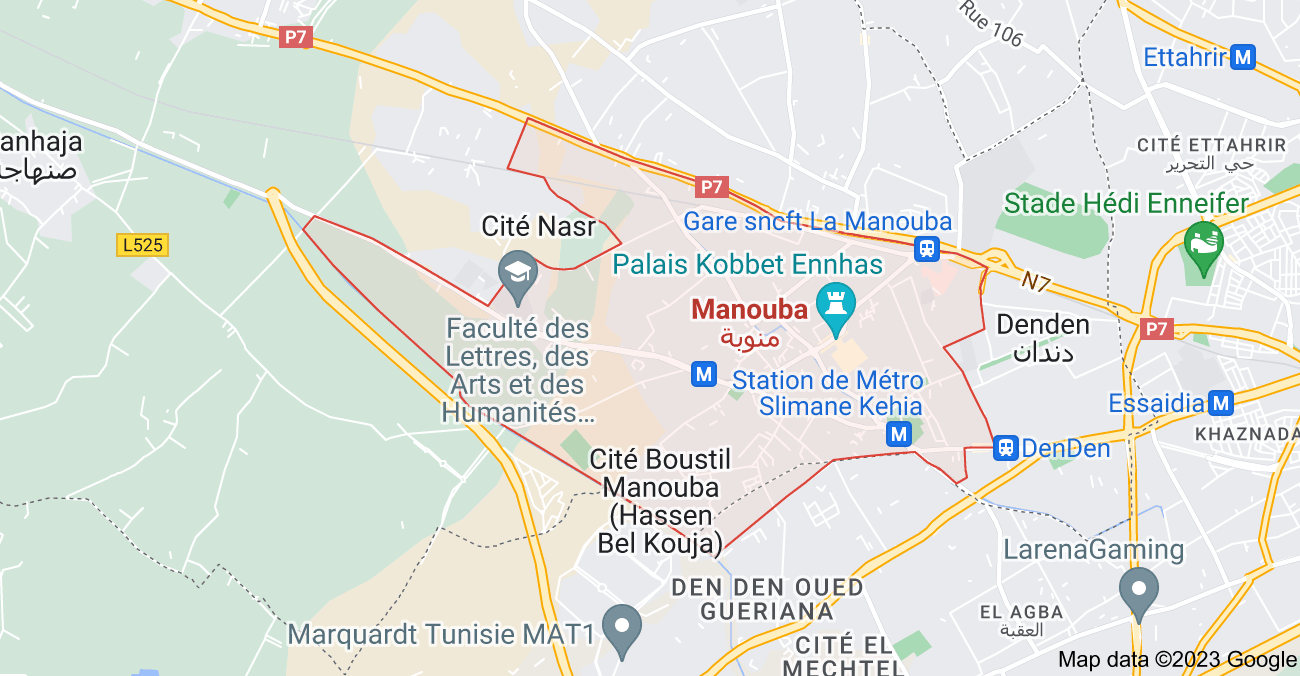 Rue 106
P7
Ettahrir
M
CITÉ ETTAHRIR
حي التحرير
anhaja
صنهاجة
P7
Stade Hédi Enneifer
Cité Nasr
Gare sncft La Manouba
L525
Palais Kobbet Ennhas
N7
Manouba
منوبة
Denden
دندان
P7
Faculté des
Lettres, des
Arts et des
Humanités...
M
Station de Métro
Slimane Kehia
M
Essaidia
M
KHAZNADA
DenDen
Cité Boustil
Manouba
(Hassen
Bel Kouja)
LarenaGaming
DEN DEN OUED
GUERIANA
EL AGBA
العقبة
Marquardt Tunisie MAT1
CITÉ EL
MECHTEL
Map data ©2023 Google